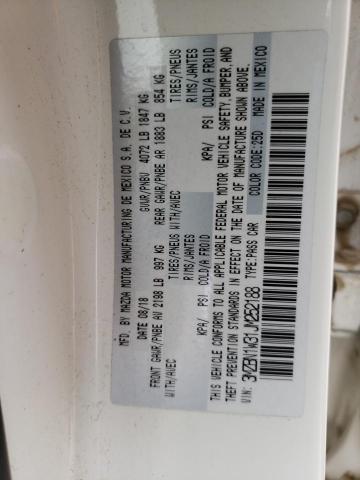 MFD. BY MAZDA MOTOR MANUFACTURING DE MEXICO S.A. DE C.V.
DATE 08/18 GVWR/PNBV 4072 LB 1847 KG
FRONT GAWR/PNBE AV 2198 LB 997 KG REAR GAWR/PNBE AR 1883 LB 854 KG
WITH/AVEC TIRES/PNEUS WITH/AVEC TIRES/PNEUS
RIMS/JANTES RIMS/JANTES
KPA/ PSI COLD/A FROID KPA/ PSI COLD/A FROID
THIS VEHICLE CONFORMS TO ALL APPLICABLE FEDERAL MOTOR VEHICLE SAFETY, BUMPER, AND
THEFT PREVENTION STANDARDS IN EFFECT ON THE DATE OF MANUFACTURE SHOWN ABOVE.
VIN: 3MZBN1W31JM262188 TYPE:PASS CAR COLOR CODE:25D MADE IN MEXICO